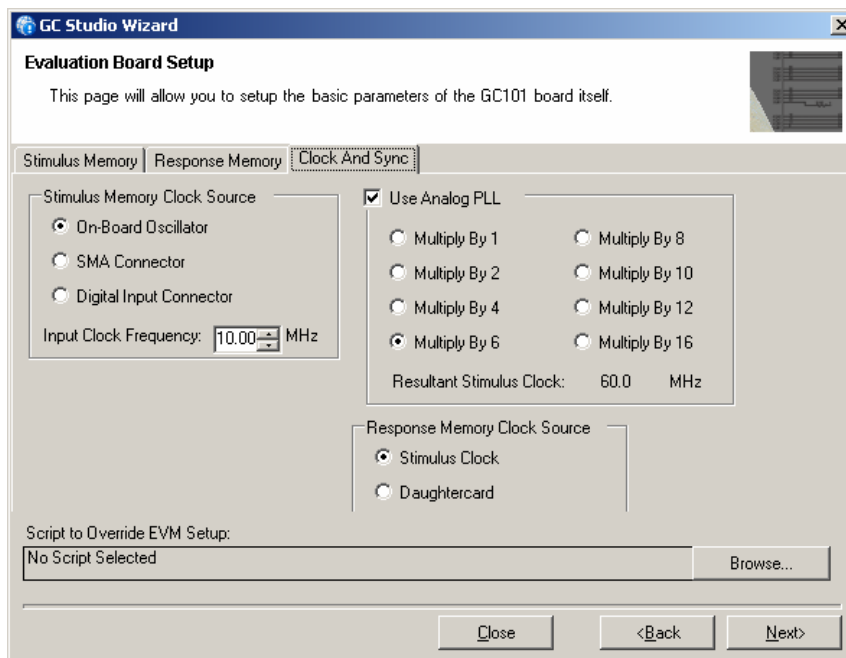 GC Studio Wizard
Evaluation Board Setup
This page will allow you to setup the basic parameters of the GC101 board itself.
Stimulus Memory
Response Memory
Clock And Sync
Stimulus Memory Clock Source
On-Board Oscillator
SMA Connector
Digital Input Connector
Input Clock Frequency: 10.00 MHz
Use Analog PLL
Multiply By 1
Multiply By 8
Multiply By 2
Multiply By 10
Multiply By 4
Multiply By 12
Multiply By 6
Multiply By 16
Resultant Stimulus Clock: 60.0 MHz
Response Memory Clock Source
Stimulus Clock
Daughtercard
Script to Override EVM Setup:
No Script Selected
Browse...
Close
<Back
Next>